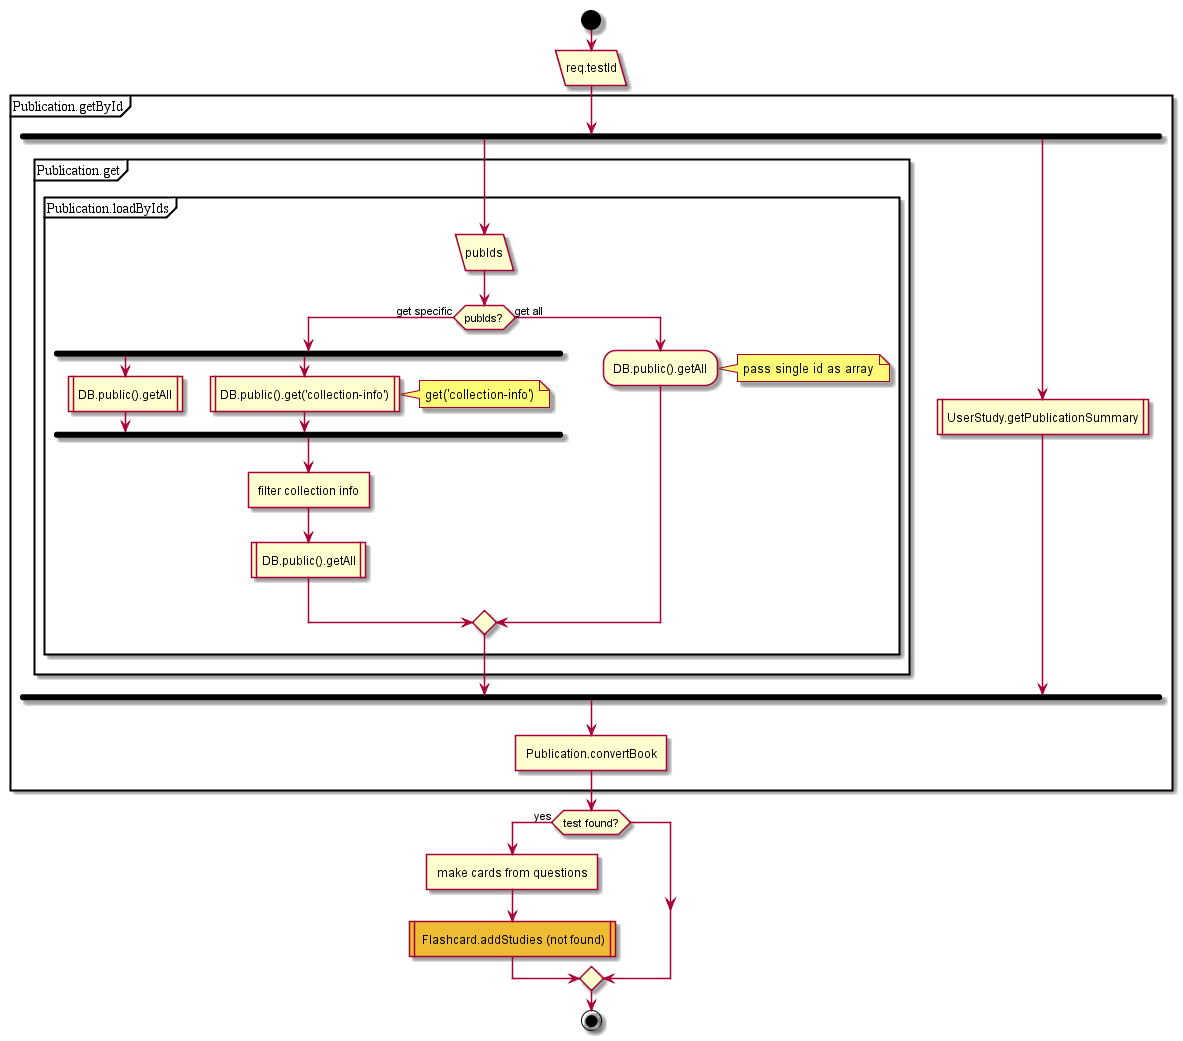 req.testId
Publication.getById
Publication.get
Publication.loadByIds
pubIds
get specific
pubIds?
get all
DB.public().getAll
DB.public().get('collection-info')
get('collection-info')
DB.public().getAll
pass single id as array
UserStudy.getPublicationSummary
filter collection info
DB.public().getAll
Publication.convertBook
yes
test found?
make cards from questions
Flashcard.addStudies (not found)